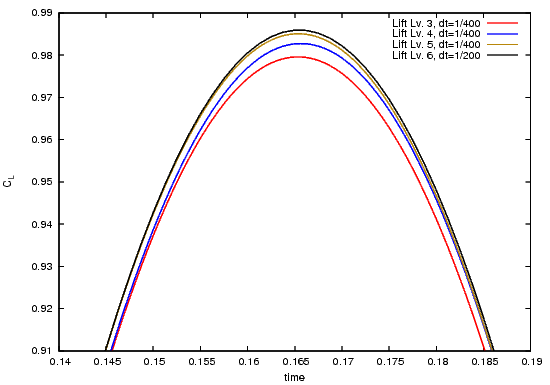 0.99
0.98
0.97
0.96
0.95
0.94
0.93
0.92
0.91
CL
Lift Lv. 3, dt=1/400
Lift Lv. 4, dt=1/400
Lift Lv. 5, dt=1/400
Lift Lv. 6, dt=1/200
0.14 0.145 0.15 0.155 0.16 0.165 0.17 0.175 0.18 0.185 0.19
time